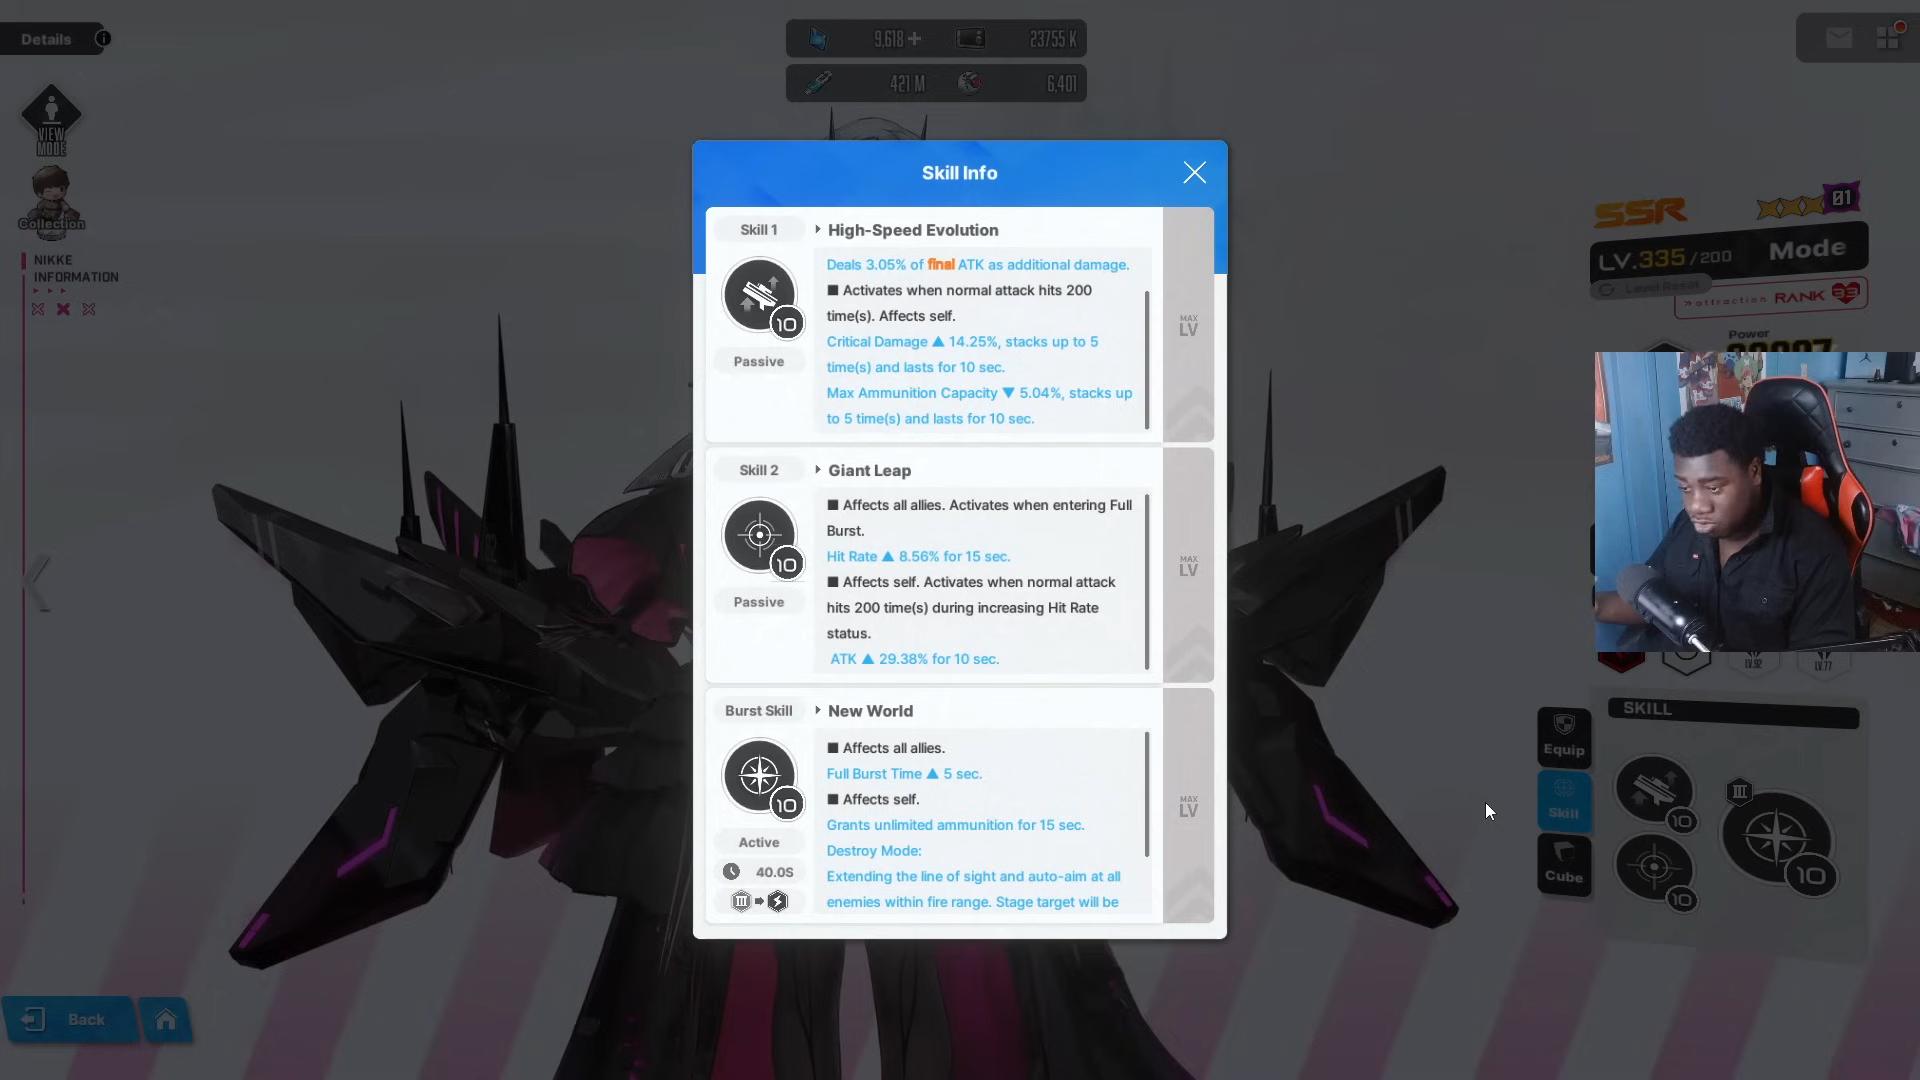 Details
9,618
23755 K
421 M
6,401
VIEW
MODE
Collection
NIKKE
INFORMATION
Skill Info
Skill 1
High-Speed Evolution
Deals 3.05% of final ATK as additional damage.
■ Activates when normal attack hits 200
time(s). Affects self.
Critical Damage ▲ 14.25%, stacks up to 5
time(s) and lasts for 10 sec.
Max Ammunition Capacity ▼ 5.04%, stacks up
to 5 time(s) and lasts for 10 sec.
10
Passive
MAX
LV
Skill 2
Giant Leap
■ Affects all allies. Activates when entering Full
Burst.
Hit Rate ▲ 8.56% for 15 sec.
■ Affects self. Activates when normal attack
hits 200 time(s) during increasing Hit Rate
status.
ATK ▲ 29.38% for 10 sec.
10
Passive
MAX
LV
Burst Skill
New World
■ Affects all allies.
Full Burst Time ▲ 5 sec.
■ Affects self.
Grants unlimited ammunition for 15 sec.
Destroy Mode:
Extending the line of sight and auto-aim at all
enemies within fire range. Stage target will be
10
Active
40.0S
III
MAX
LV
SSR
01
LV.335/200
Mode
Level Reset
attraction RANK
Power
LV.92
LV.77
SKILL
Equip
Skill
Cube
10
III
10
10
Back